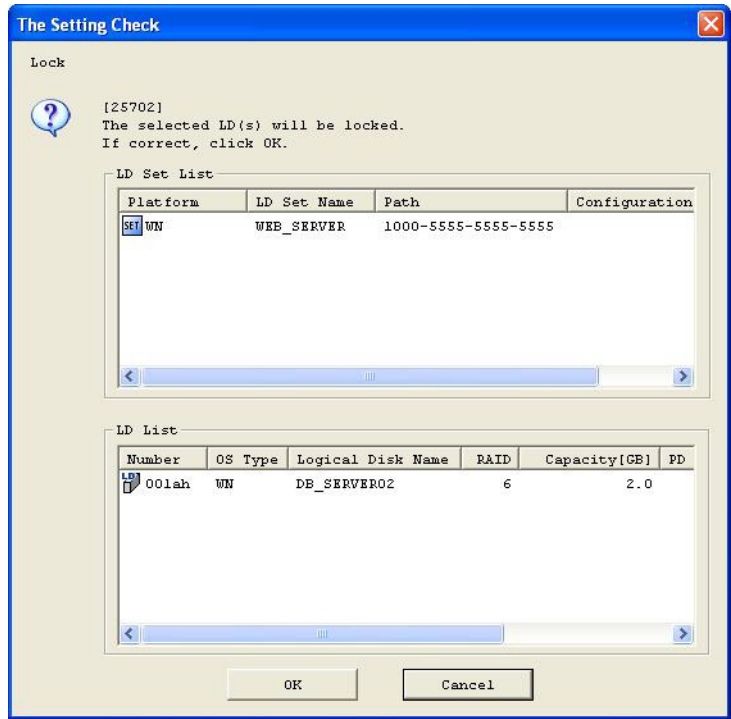 The Setting Check
Lock
[25702]
The selected LD(s) will be locked.
If correct, click OK.
LD Set List
Platform LD Set Name Path Configuration
SET WN WEB_SERVER 1000-5555-5555-5555
LD List
Number OS Type Logical Disk Name RAID Capacity[GB] PD
LD 001ah WN DB_SERVER02 6 2.0
OK Cancel